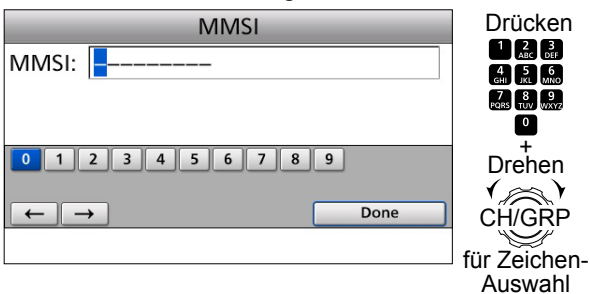 MMSI
MMSI: _--------
0 1 2 3 4 5 6 7 8 9
← → Done
Drücken
1 2 ABC 3 DEF
4 GHI 5 JKL 6 MNO
7 PQRS 8 TUV 9 WXYZ
0
+
Drehen
CH/GRP
für Zeichen-
Auswahl